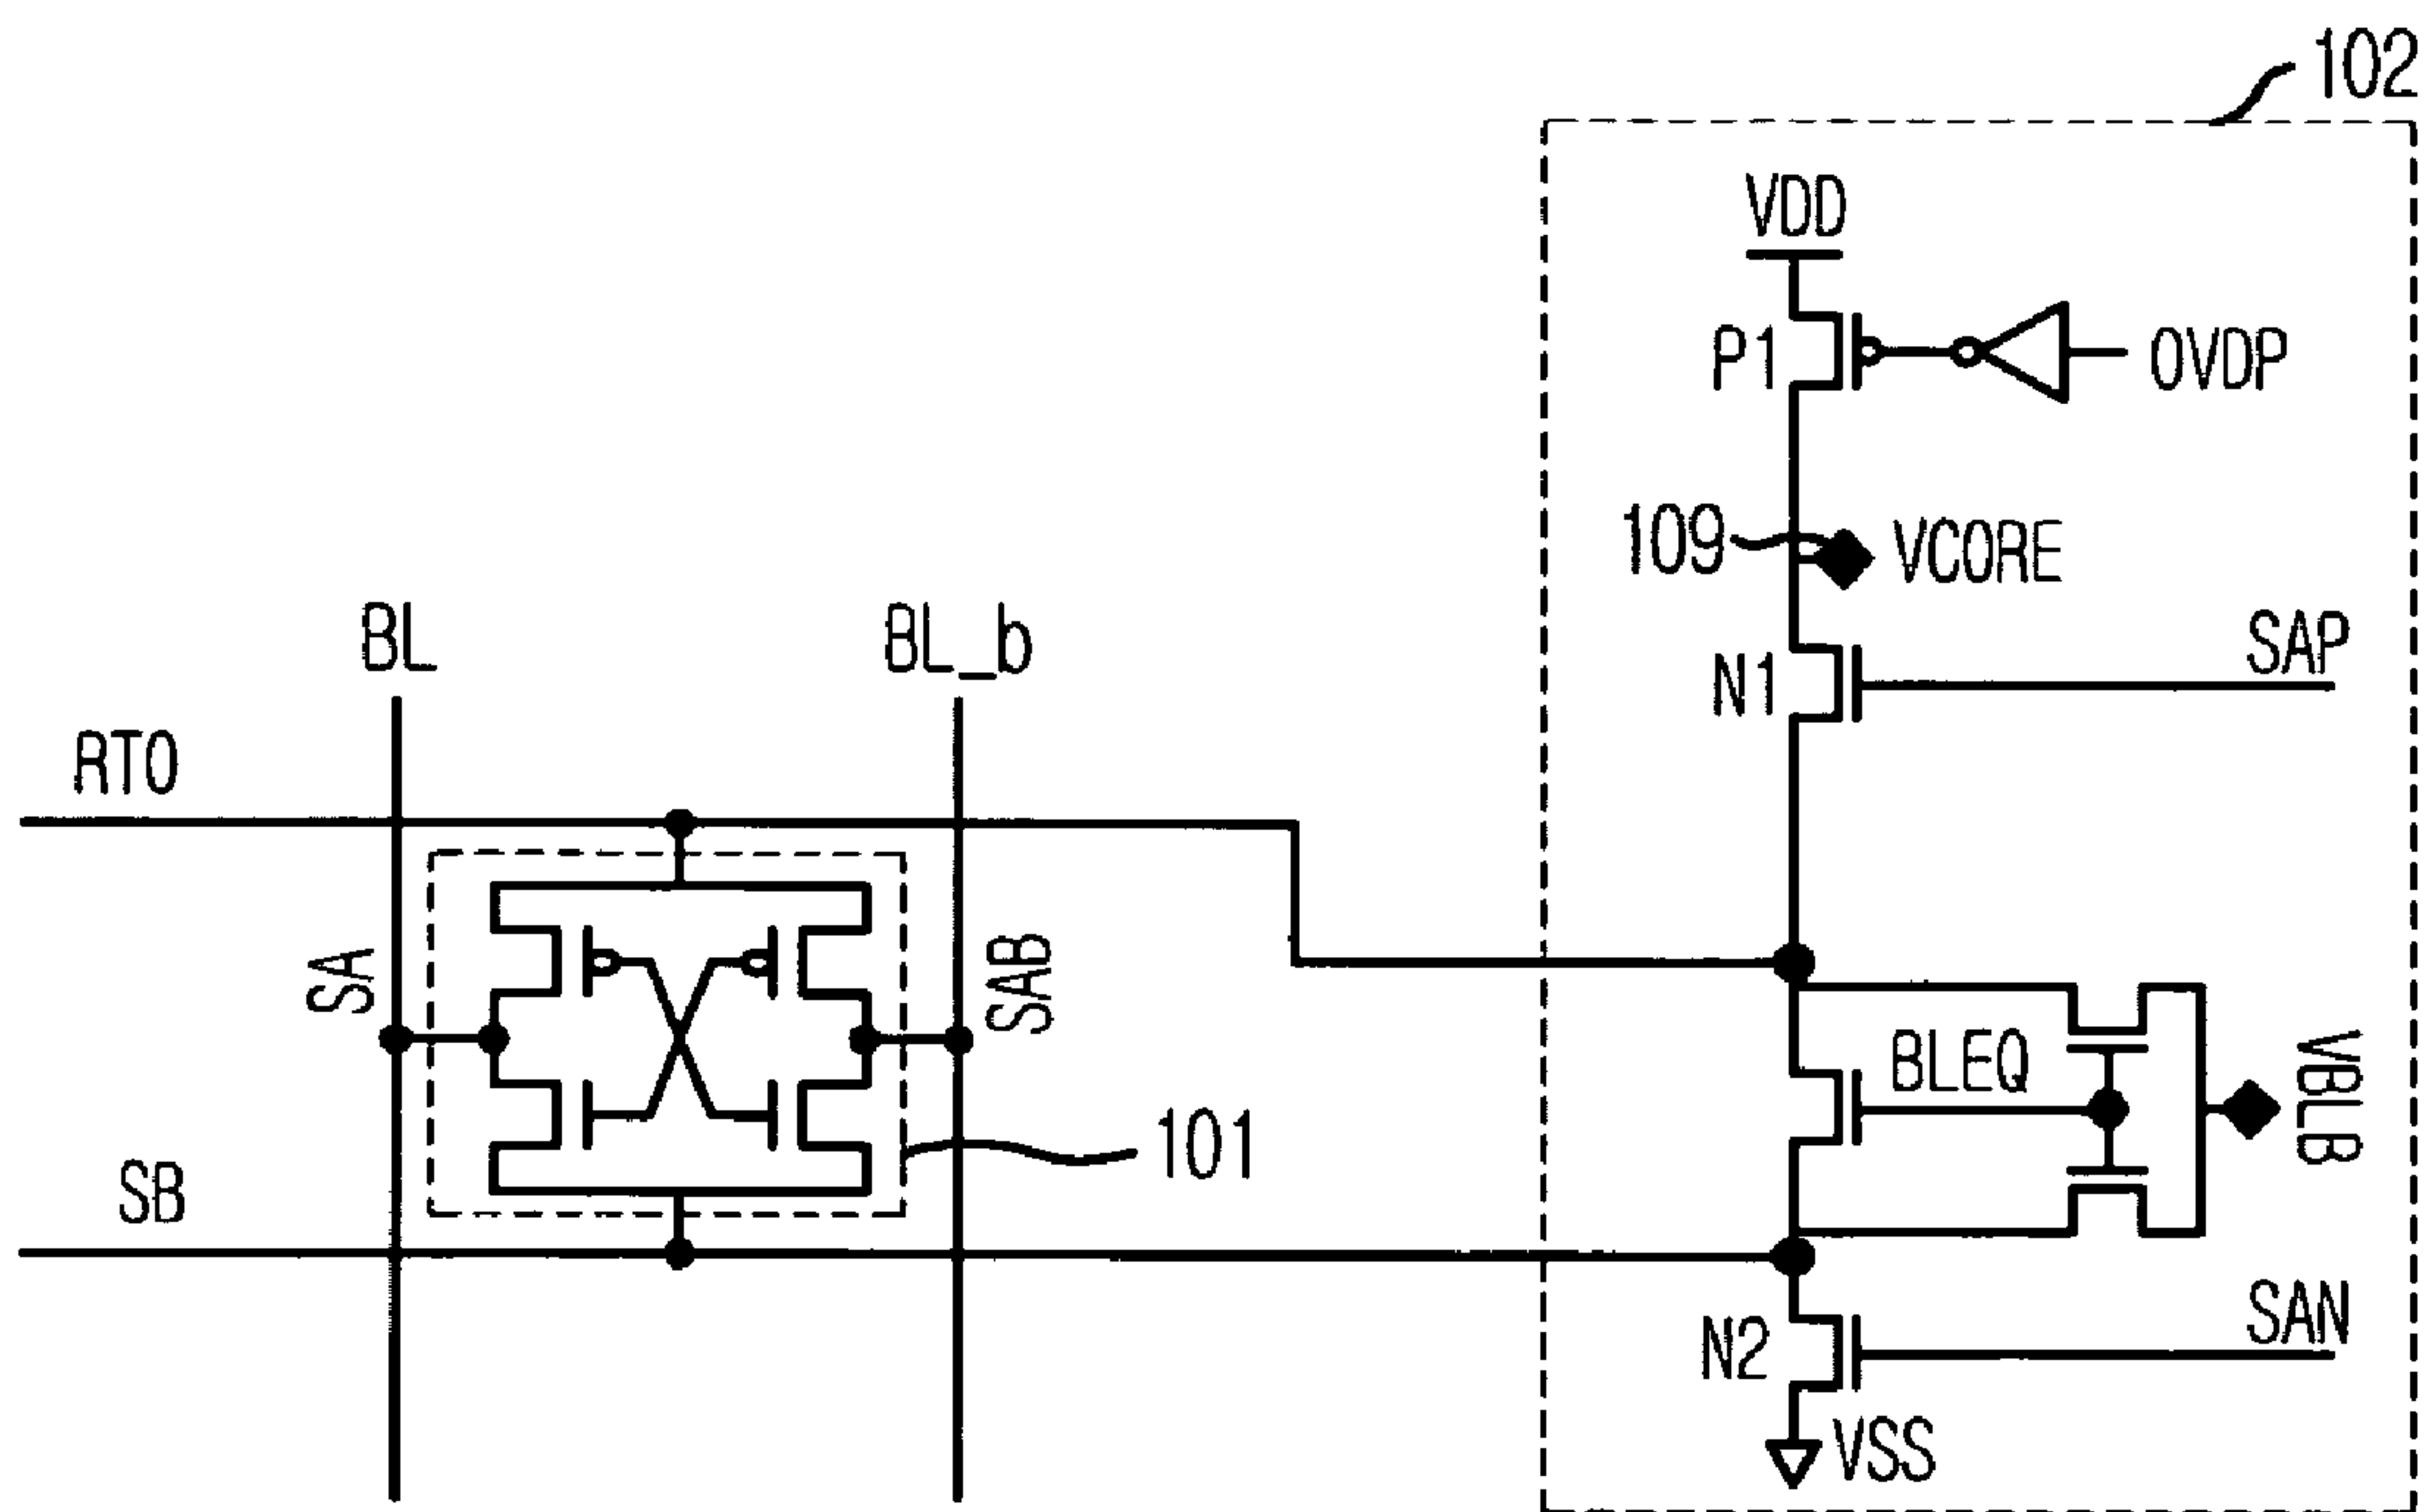 102
VDD
P1
OVDP
109
VCORE
BL
BL_b
SAP
N1
RTO
SA
SAB
BLEQ
VBLB
101
SB
SAN
N2
VSS